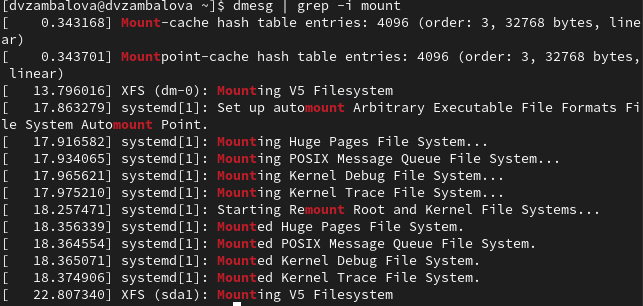 [dvzambalova@dvzambalova ~]$ dmesg | grep -i mount
[    0.343168] Mount-cache hash table entries: 4096 (order: 3, 32768 bytes, line
ar)
[    0.343701] Mountpoint-cache hash table entries: 4096 (order: 3, 32768 bytes,
 linear)
[   13.796016] XFS (dm-0): Mounting V5 Filesystem
[   17.863279] systemd[1]: Set up automount Arbitrary Executable File Formats Fi
le System Automount Point.
[   17.916582] systemd[1]: Mounting Huge Pages File System...
[   17.934065] systemd[1]: Mounting POSIX Message Queue File System...
[   17.965621] systemd[1]: Mounting Kernel Debug File System...
[   17.975210] systemd[1]: Mounting Kernel Trace File System...
[   18.257471] systemd[1]: Starting Remount Root and Kernel File Systems...
[   18.356339] systemd[1]: Mounted Huge Pages File System.
[   18.364554] systemd[1]: Mounted POSIX Message Queue File System.
[   18.365071] systemd[1]: Mounted Kernel Debug File System.
[   18.374906] systemd[1]: Mounted Kernel Trace File System.
[   22.807340] XFS (sda1): Mounting V5 Filesystem